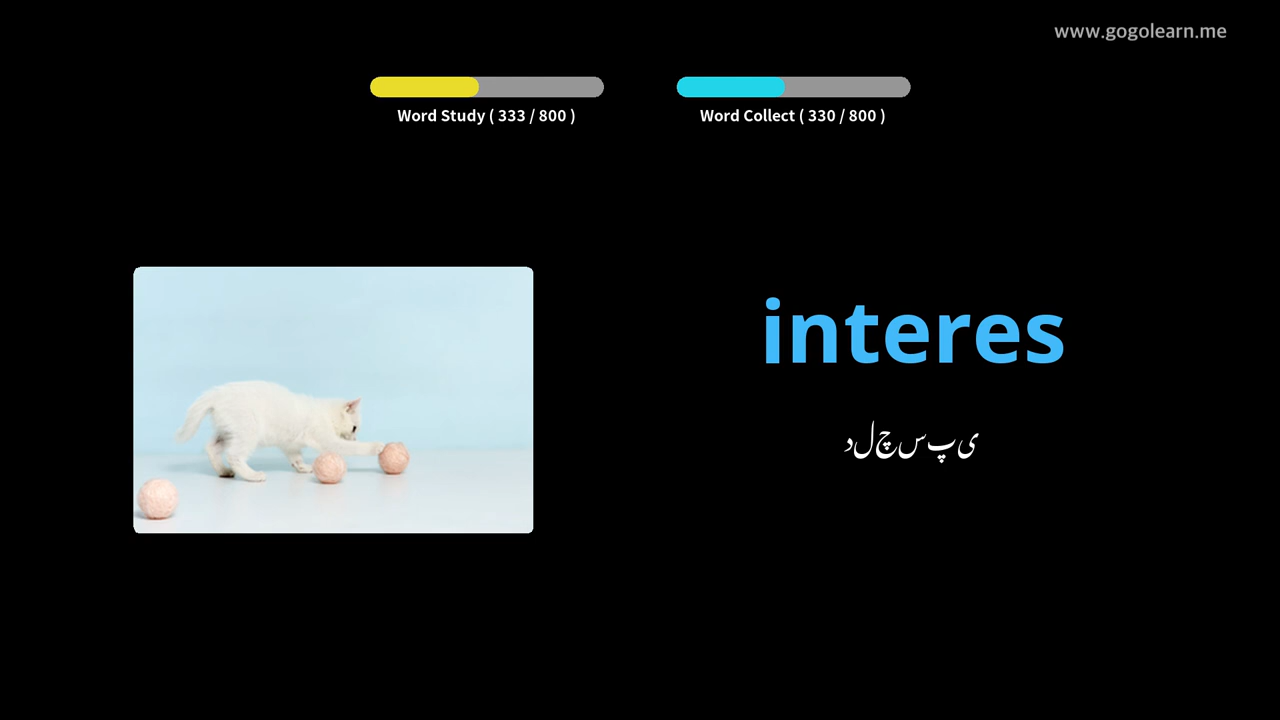 www.gogolearn.me
Word Study ( 333 / 800 )
Word Collect ( 330 / 800 )
interes
دلچسپی